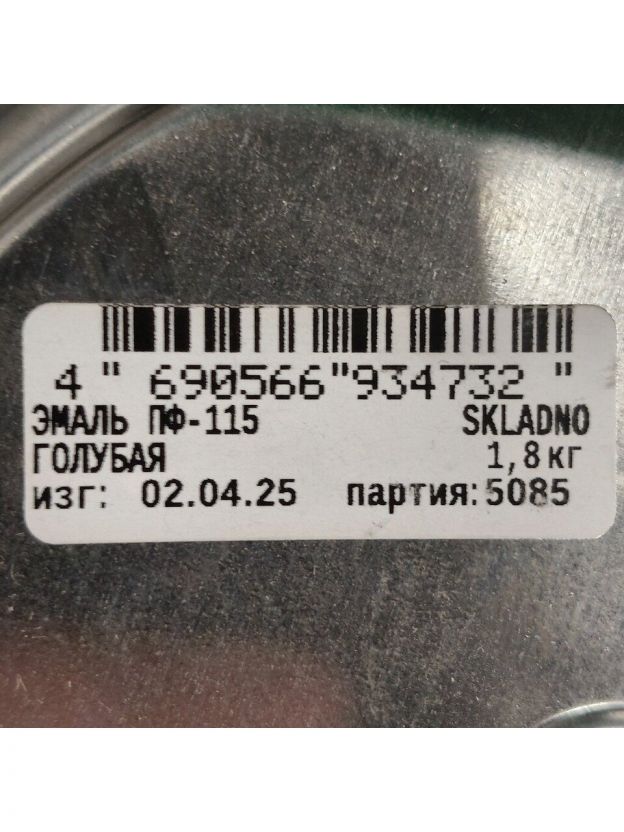 4 " 690566"934732 "
ЭМАЛЬ ПФ-115 SKLADNO
ГОЛУБАЯ 1,8кг
изг: 02.04.25 партия:5085